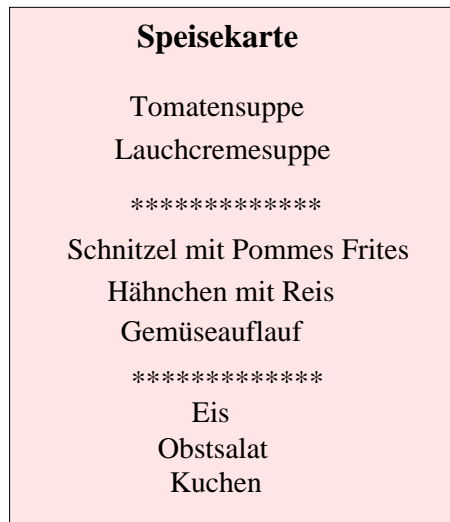 Speisekarte
Tomatensuppe
Lauchcremesuppe
*************
Schnitzel mit Pommes Frites
Hähnchen mit Reis
Gemüseauflauf
*************
Eis
Obstsalat
Kuchen